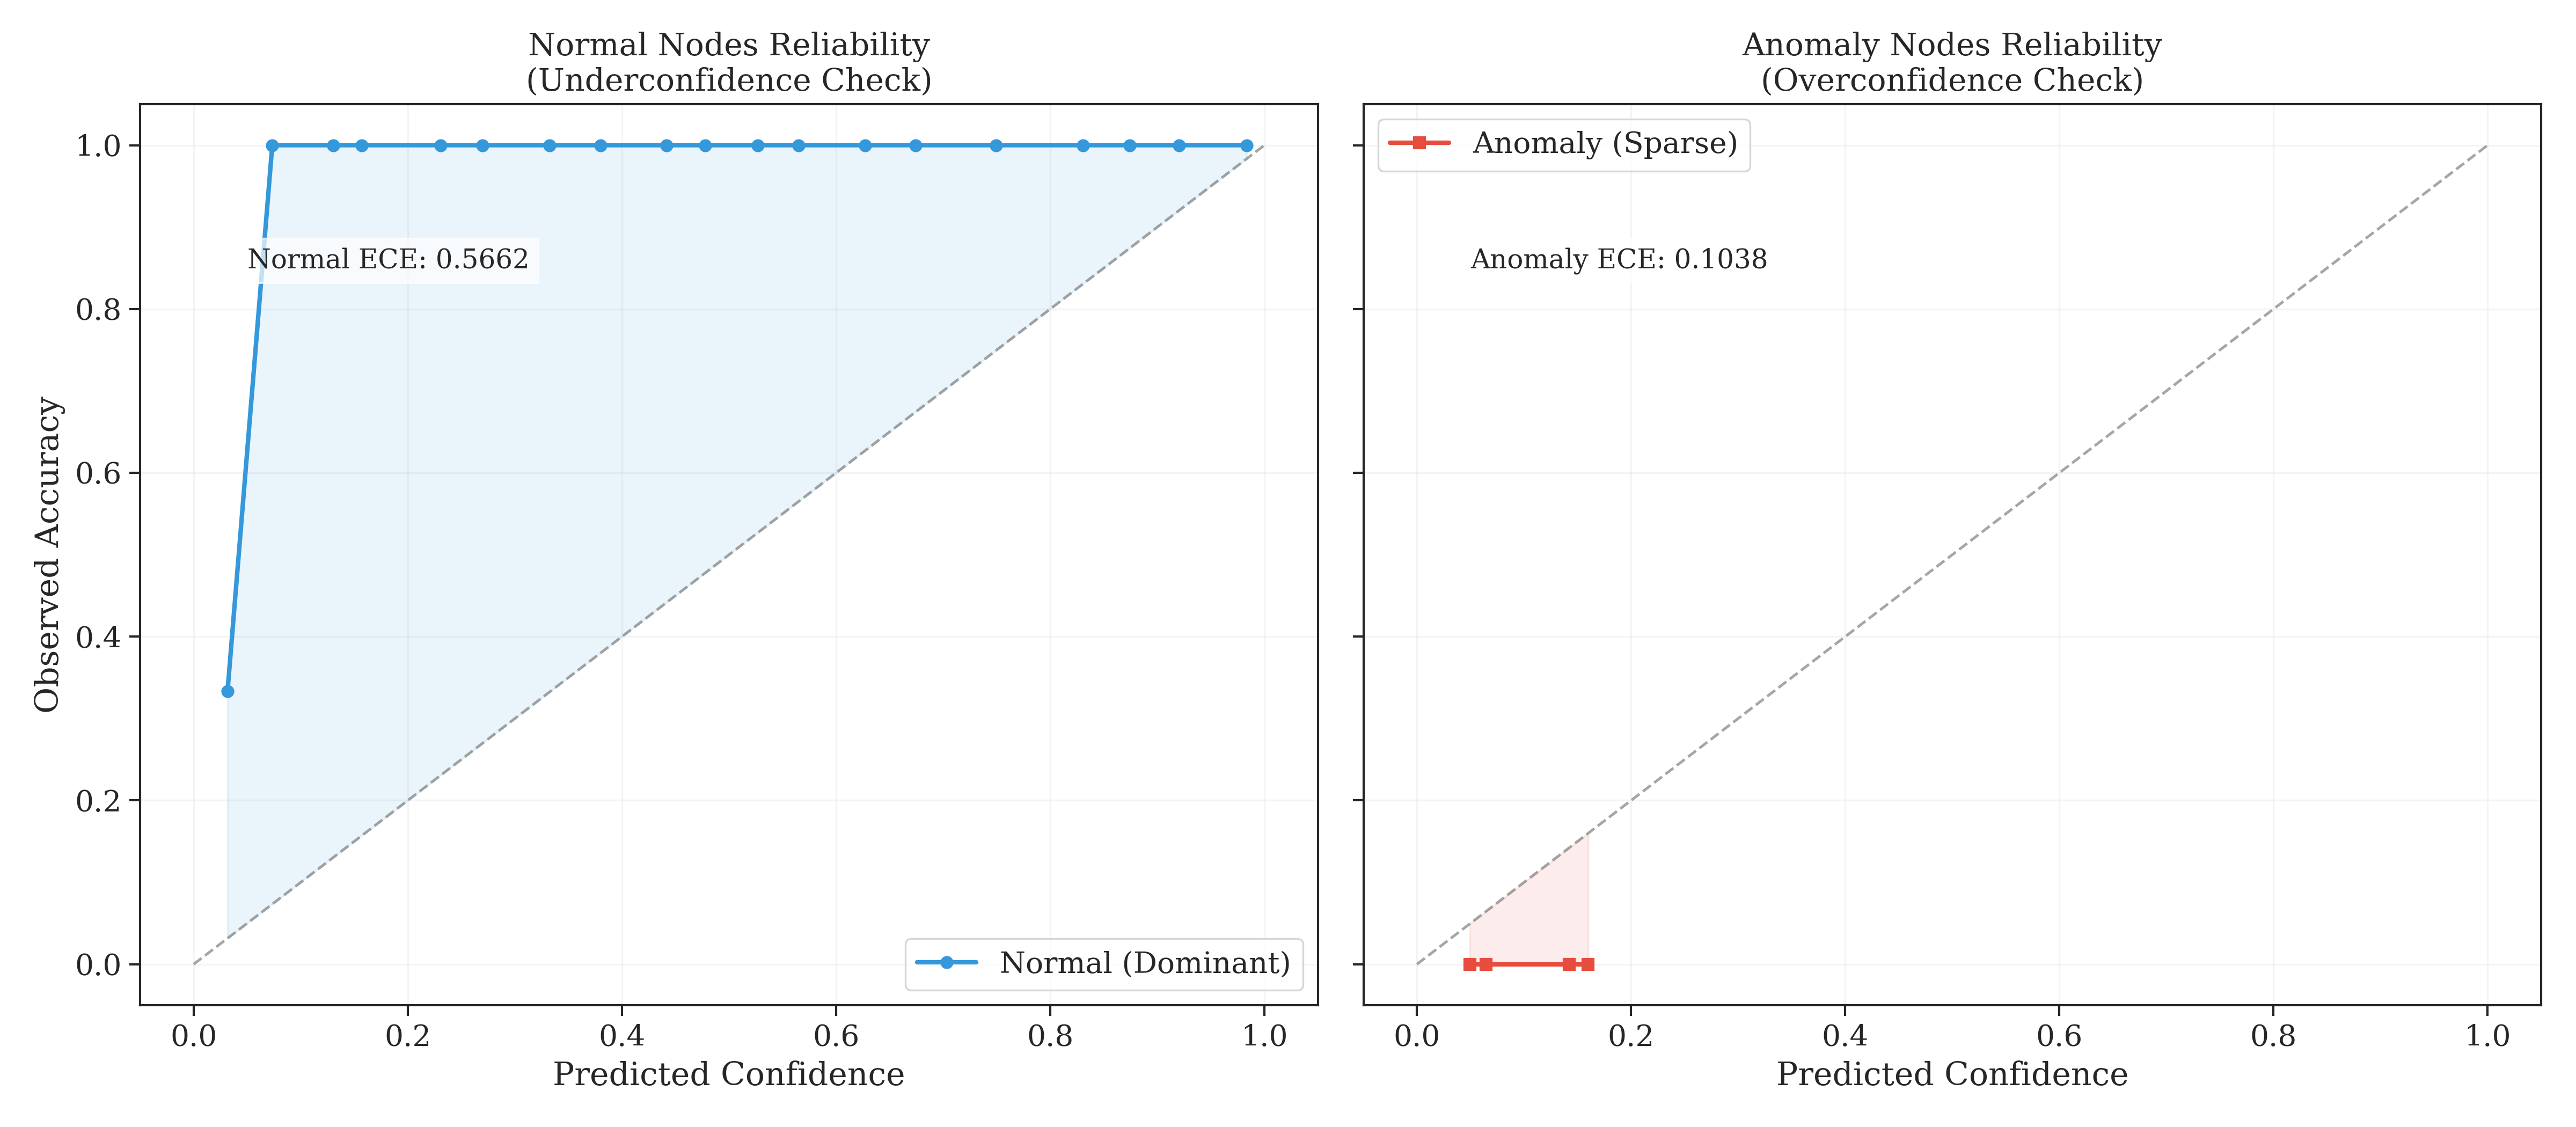 Normal Nodes Reliability
(Underconfidence Check)
Observed Accuracy
1.0
0.8
0.6
0.4
0.2
0.0
Normal ECE: 0.5662
Normal (Dominant)
0.0 0.2 0.4 0.6 0.8 1.0
Predicted Confidence
Anomaly Nodes Reliability
(Overconfidence Check)
Anomaly (Sparse)
Anomaly ECE: 0.1038
0.0 0.2 0.4 0.6 0.8 1.0
Predicted Confidence